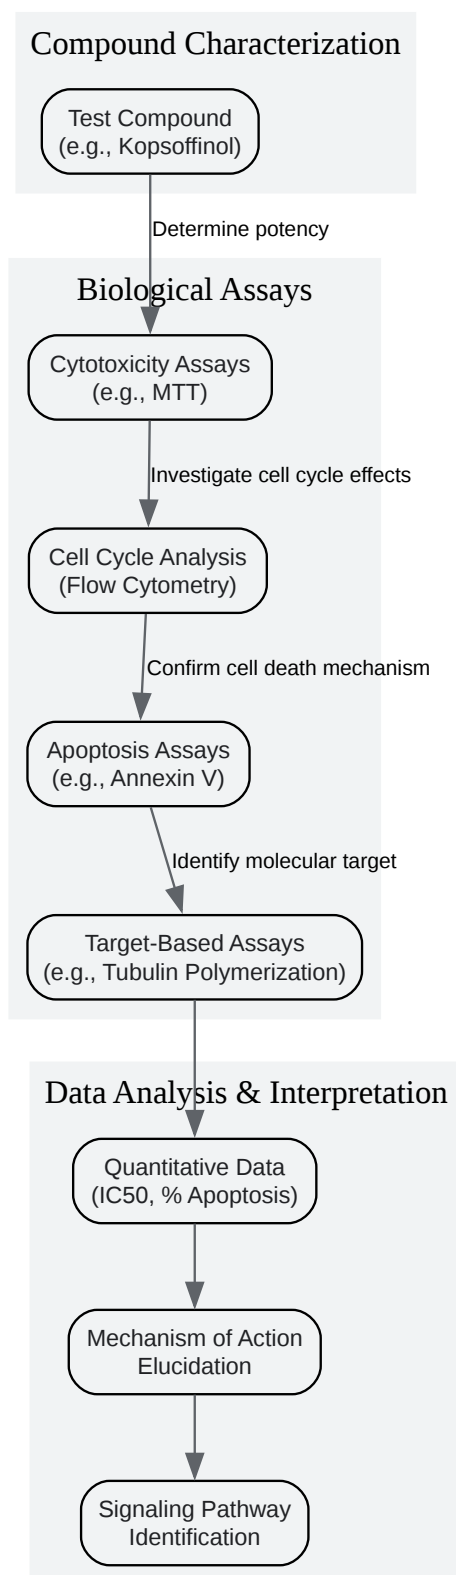 Compound Characterization
Test Compound
(e.g., Kopsoffinol)
Determine potency
Biological Assays
Cytotoxicity Assays
(e.g., MTT)
Investigate cell cycle effects
Cell Cycle Analysis
(Flow Cytometry)
Confirm cell death mechanism
Apoptosis Assays
(e.g., Annexin V)
Identify molecular target
Target-Based Assays
(e.g., Tubulin Polymerization)
Data Analysis & Interpretation
Quantitative Data
(IC50, % Apoptosis)
Mechanism of Action
Elucidation
Signaling Pathway
Identification